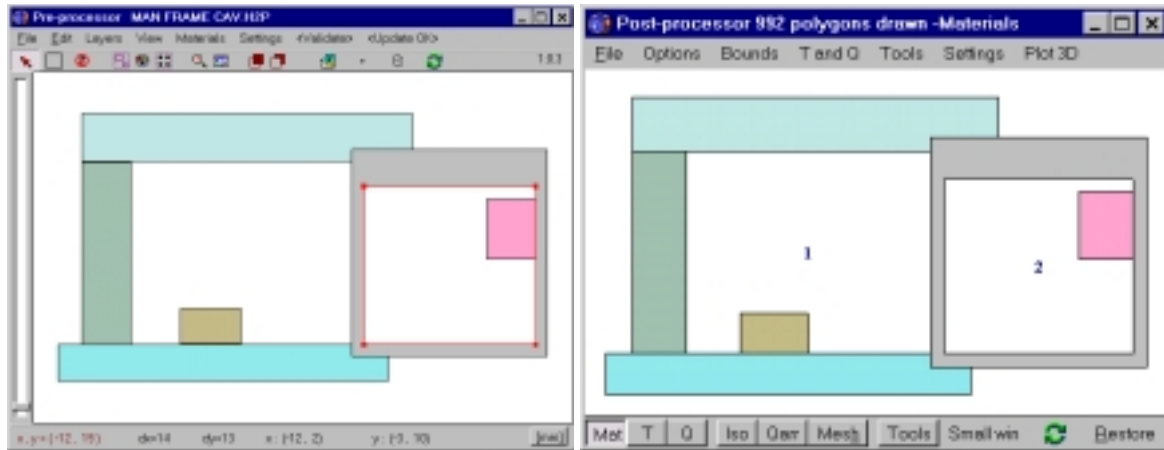 Pre-processor MAN FRAME CAV.H2P
File Edit Layers View Materials Settings <Validate> <Update OK>
x,y=(-12, 19) dx=14 dy=13 x: (-12, 2) y: (-3, 10) [mm]
Post-processor 992 polygons drawn -Materials
File Options Bounds T and Q Tools Settings Plot 3D
1
2
Mat T Q Iso Qarr Mesh Tools Small win Restore